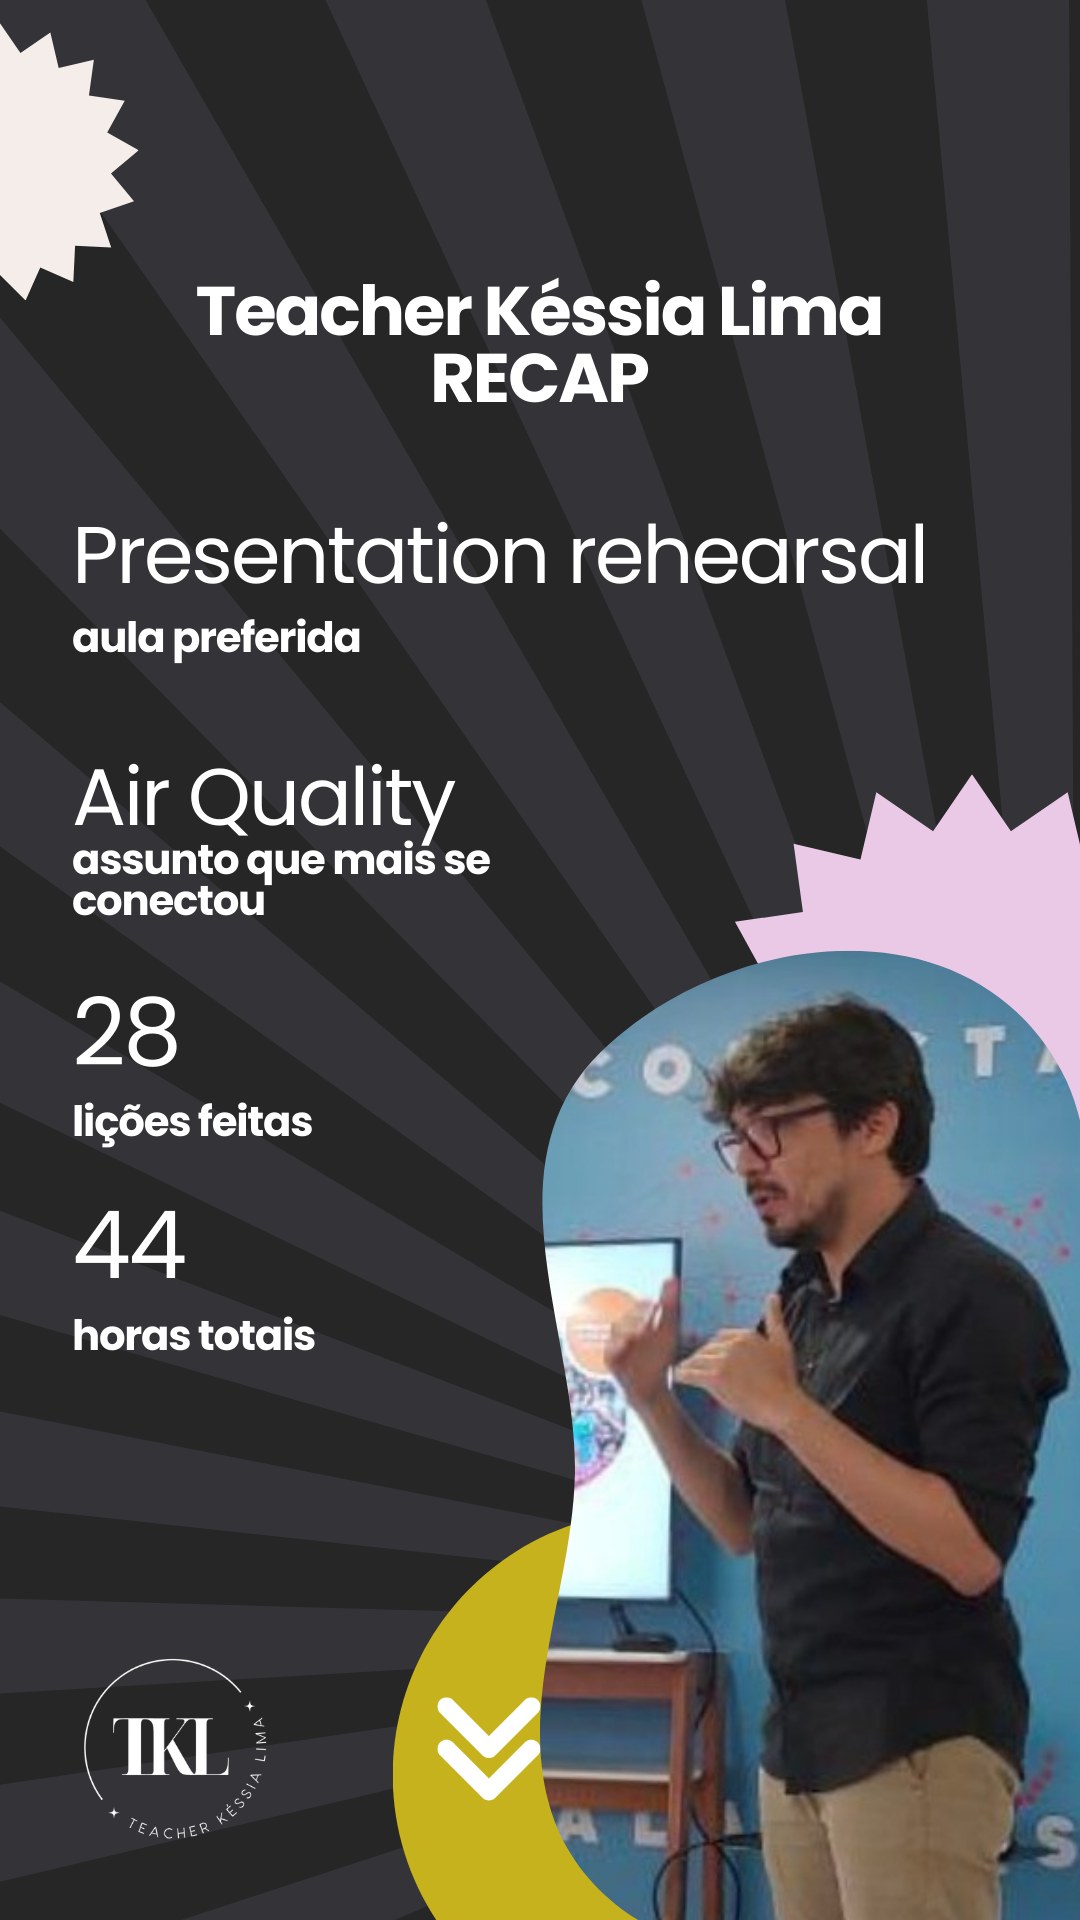 Teacher Késsia Lima
RECAP
Presentation rehearsal
aula preferida
Air Quality
assunto que mais se
conectou
28
lições feitas
44
horas totais
TKL
TEACHER KÉSSIA LIMA